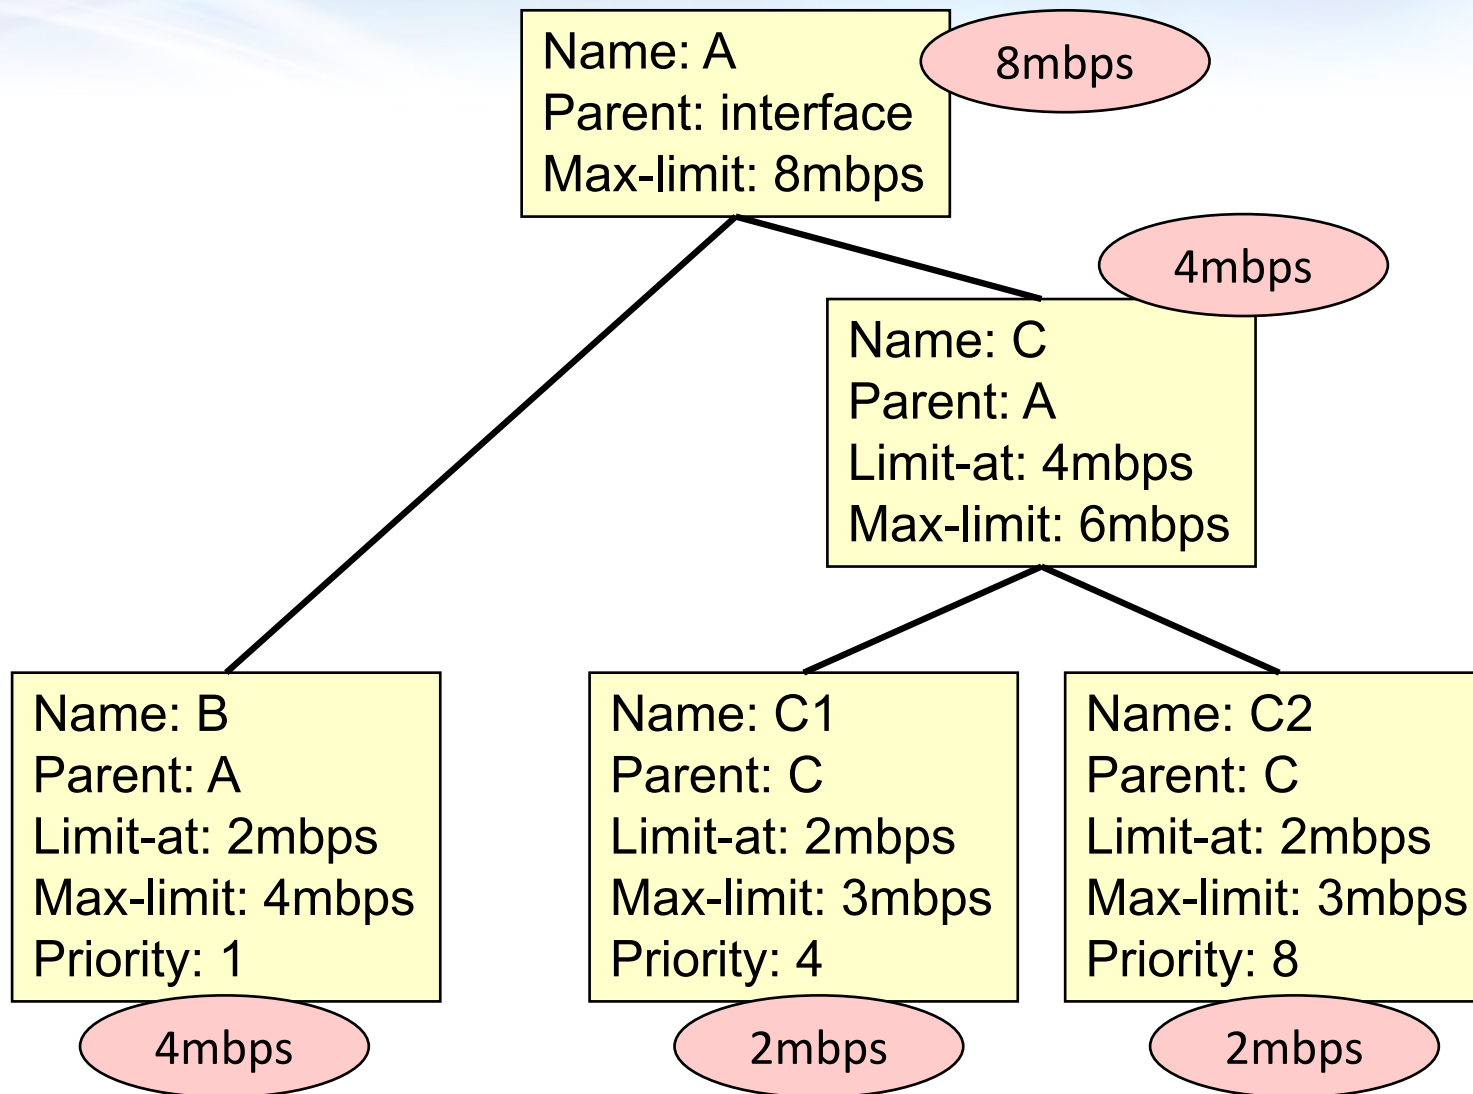 Name: A
Parent: interface
Max-limit: 8mbps
8mbps
4mbps
Name: C
Parent: A
Limit-at: 4mbps
Max-limit: 6mbps
Name: B
Parent: A
Limit-at: 2mbps
Max-limit: 4mbps
Priority: 1
4mbps
Name: C1
Parent: C
Limit-at: 2mbps
Max-limit: 3mbps
Priority: 4
2mbps
Name: C2
Parent: C
Limit-at: 2mbps
Max-limit: 3mbps
Priority: 8
2mbps